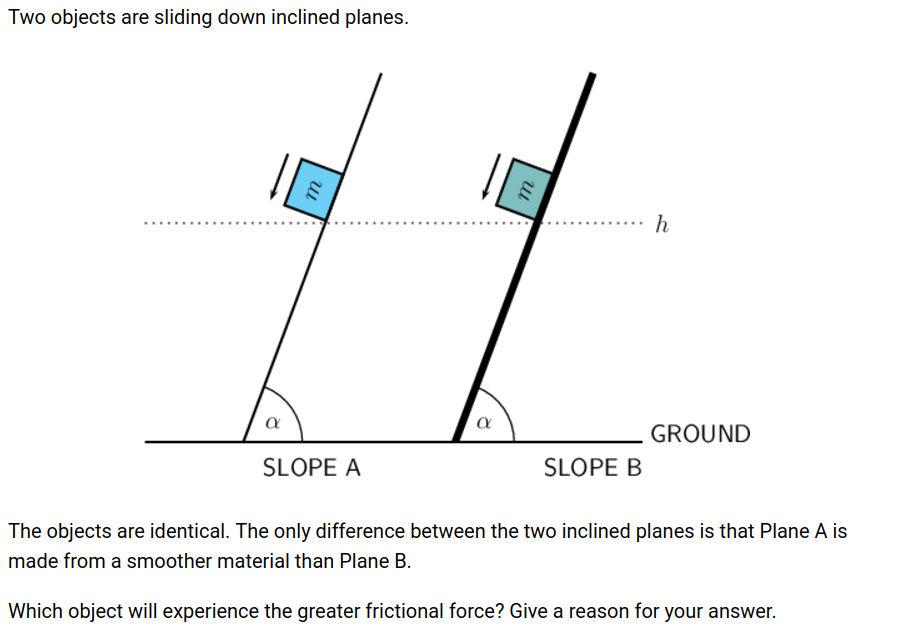 Two objects are sliding down inclined planes.
m
m
h
α
α
GROUND
SLOPE A
SLOPE B
The objects are identical. The only difference between the two inclined planes is that Plane A is
made from a smoother material than Plane B.
Which object will experience the greater frictional force? Give a reason for your answer.